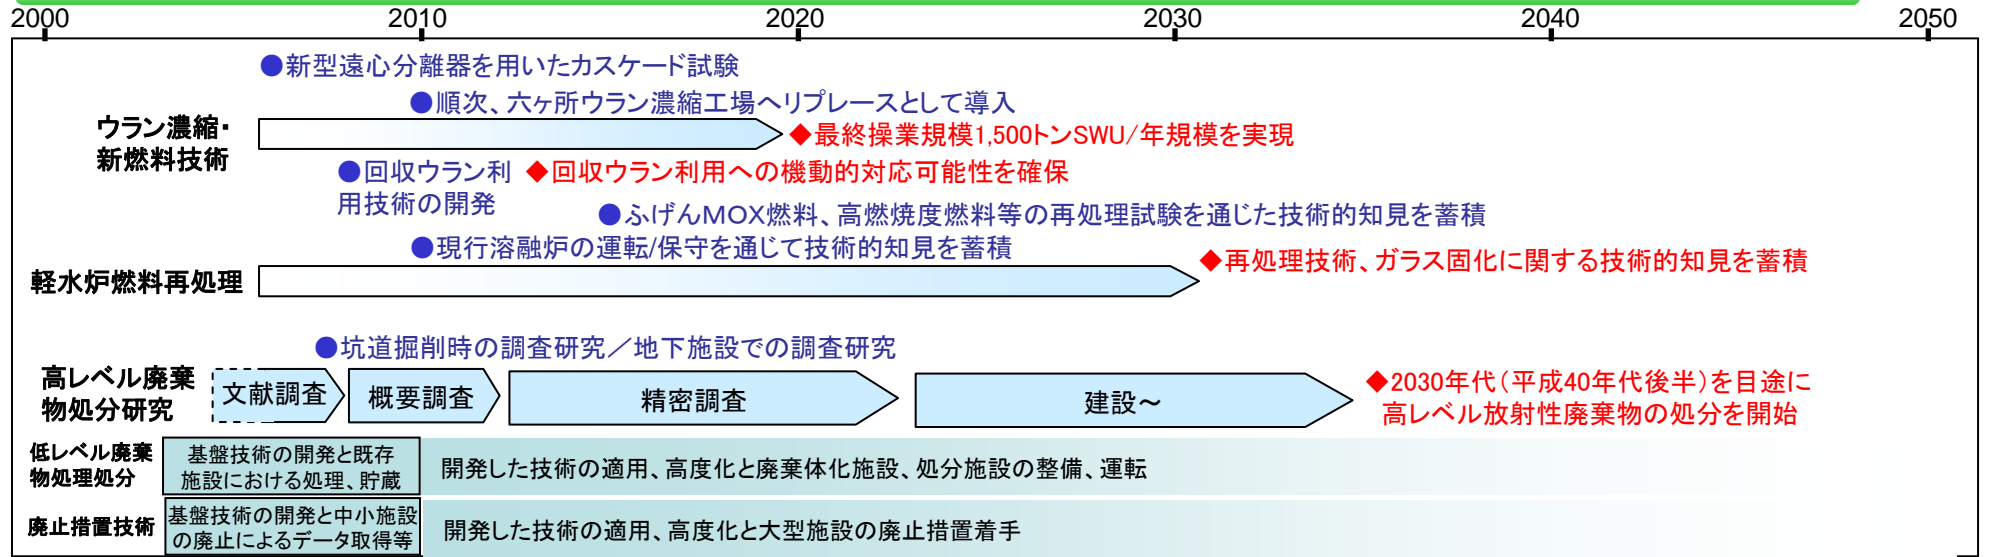 2000 2010 2020 2030 2040 2050
●新型遠心分離器を用いたカスケード試験
●順次、六ヶ所ウラン濃縮工場へリプレースとして導入
ウラン濃縮・
新燃料技術
◆最終操業規模1,500トンSWU/年規模を実現
●回収ウラン利
用技術の開発
◆回収ウラン利用への機動的対応可能性を確保
●ふげんMOX燃料、高燃焼度燃料等の再処理試験を通じた技術的知見を蓄積
●現行溶融炉の運転/保守を通じて技術的知見を蓄積
軽水炉燃料再処理
◆再処理技術、ガラス固化に関する技術的知見を蓄積
●坑道掘削時の調査研究／地下施設での調査研究
高レベル廃棄
物処分研究
文献調査
概要調査
精密調査
建設～
◆2030年代（平成40年代後半）を目途に
高レベル放射性廃棄物の処分を開始
低レベル廃棄
物処理処分
基盤技術の開発と既存
施設における処理、貯蔵
開発した技術の適用、高度化と廃棄体化施設、処分施設の整備、運転
廃止措置技術
基盤技術の開発と中小施設
の廃止によるデータ取得等
開発した技術の適用、高度化と大型施設の廃止措置着手